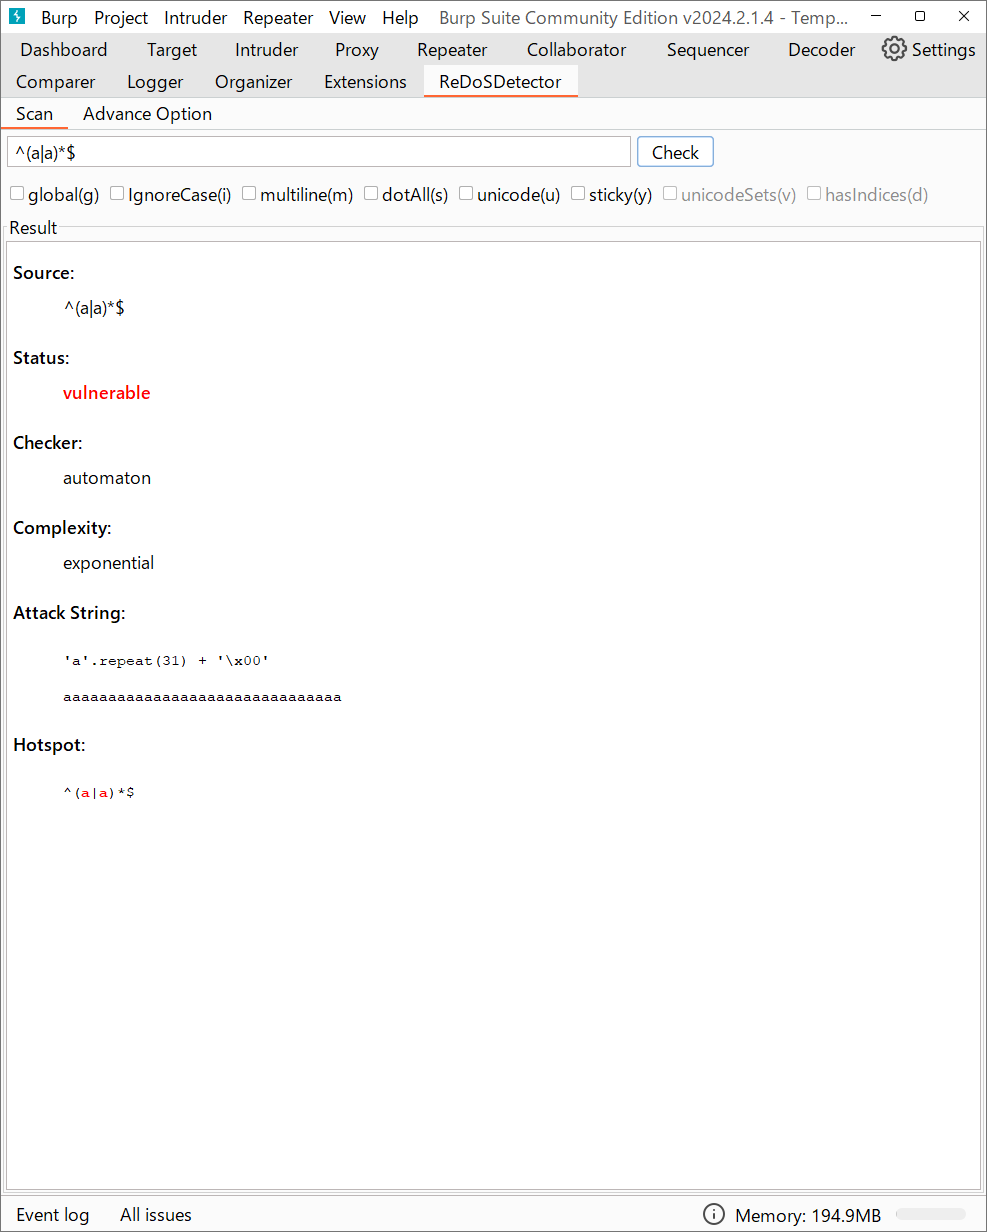 Burp Project Intruder Repeater View Help Burp Suite Community Edition v2024.2.1.4 - Temp...
Dashboard Target Intruder Proxy Repeater Collaborator Sequencer Decoder Settings
Comparer Logger Organizer Extensions ReDoSDetector
Scan Advance Option
^(a|a)*$ Check
global(g) IgnoreCase(i) multiline(m) dotAll(s) unicode(u) sticky(y) unicodeSets(v) hasIndices(d)
Result
Source:
^(a|a)*$
Status:
vulnerable
Checker:
automaton
Complexity:
exponential
Attack String:
'a'.repeat(31) + '\x00'
aaaaaaaaaaaaaaaaaaaaaaaaaaaaaaa
Hotspot:
^(a|a)*$
Event log All issues Memory: 194.9MB